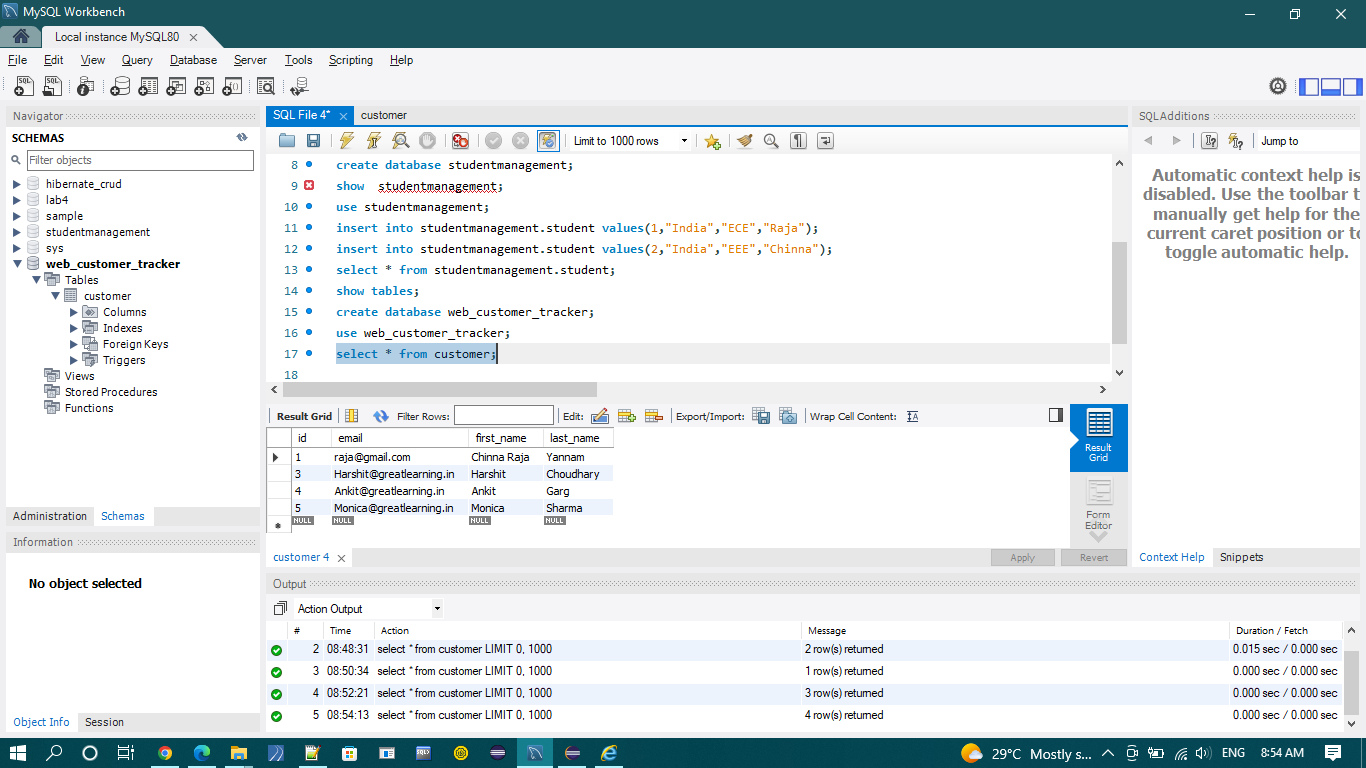 MySQL Workbench
Local instance MySQL80
File Edit View Query Database Server Tools Scripting Help
Navigator
SCHEMAS
Filter objects
hibernate_crud
lab4
sample
studentmanagement
sys
web_customer_tracker
Tables
customer
Columns
Indexes
Foreign Keys
Triggers
Views
Stored Procedures
Functions
Administration Schemas
Information
No object selected
Object Info Session
SQL File 4* customer
Limit to 1000 rows
8 create database studentmanagement;
9 show studentmanagement;
10 use studentmanagement;
11 insert into studentmanagement.student values(1,"India","ECE","Raja");
12 insert into studentmanagement.student values(2,"India","EEE","Chinna");
13 select * from studentmanagement.student;
14 show tables;
15 create database web_customer_tracker;
16 use web_customer_tracker;
17 select * from customer;
18
Result Grid Filter Rows: Edit: Export/Import: Wrap Cell Content:
id email first_name last_name
1 raja@gmail.com Chinna Raja Yannam
3 Harshit@greatlearning.in Harshit Choudhary
4 Ankit@greatlearning.in Ankit Garg
5 Monica@greatlearning.in Monica Sharma
NULL NULL NULL NULL
Result
Grid
Form
Editor
customer 4
Apply Revert
SQLAdditions
Jump to
Automatic context help is
disabled. Use the toolbar t
manually get help for the
current caret position or to
toggle automatic help.
Context Help Snippets
Output
Action Output
# Time Action Message Duration / Fetch
2 08:48:31 select * from customer LIMIT 0, 1000 2 row(s) returned 0.015 sec / 0.000 sec
3 08:50:34 select * from customer LIMIT 0, 1000 1 row(s) returned 0.000 sec / 0.000 sec
4 08:52:21 select * from customer LIMIT 0, 1000 3 row(s) returned 0.000 sec / 0.000 sec
5 08:54:13 select * from customer LIMIT 0, 1000 4 row(s) returned 0.000 sec / 0.000 sec
29°C Mostly s... ENG 8:54 AM